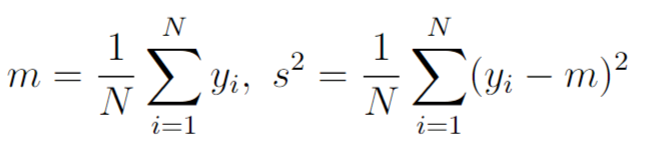 m = \frac{1}{N} \sum_{i=1}^{N} y_i, \; s^2 = \frac{1}{N} \sum_{i=1}^{N} (y_i - m)^2